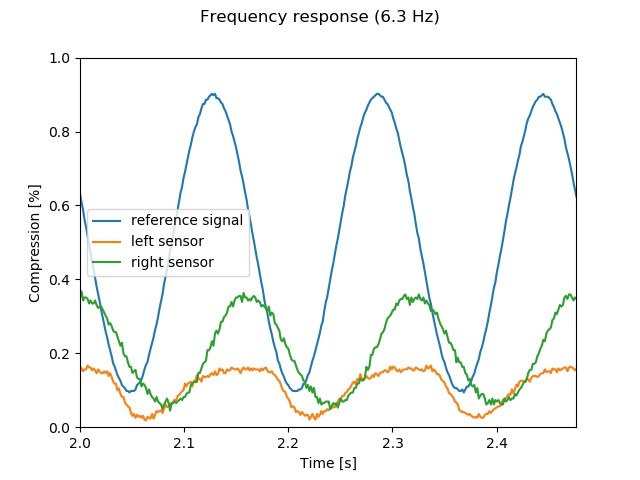 Frequency response (6.3 Hz)
1.0
0.8
0.6
0.4
0.2
0.0
Compression [%]
reference signal
left sensor
right sensor
2.0 2.1 2.2 2.3 2.4
Time [s]